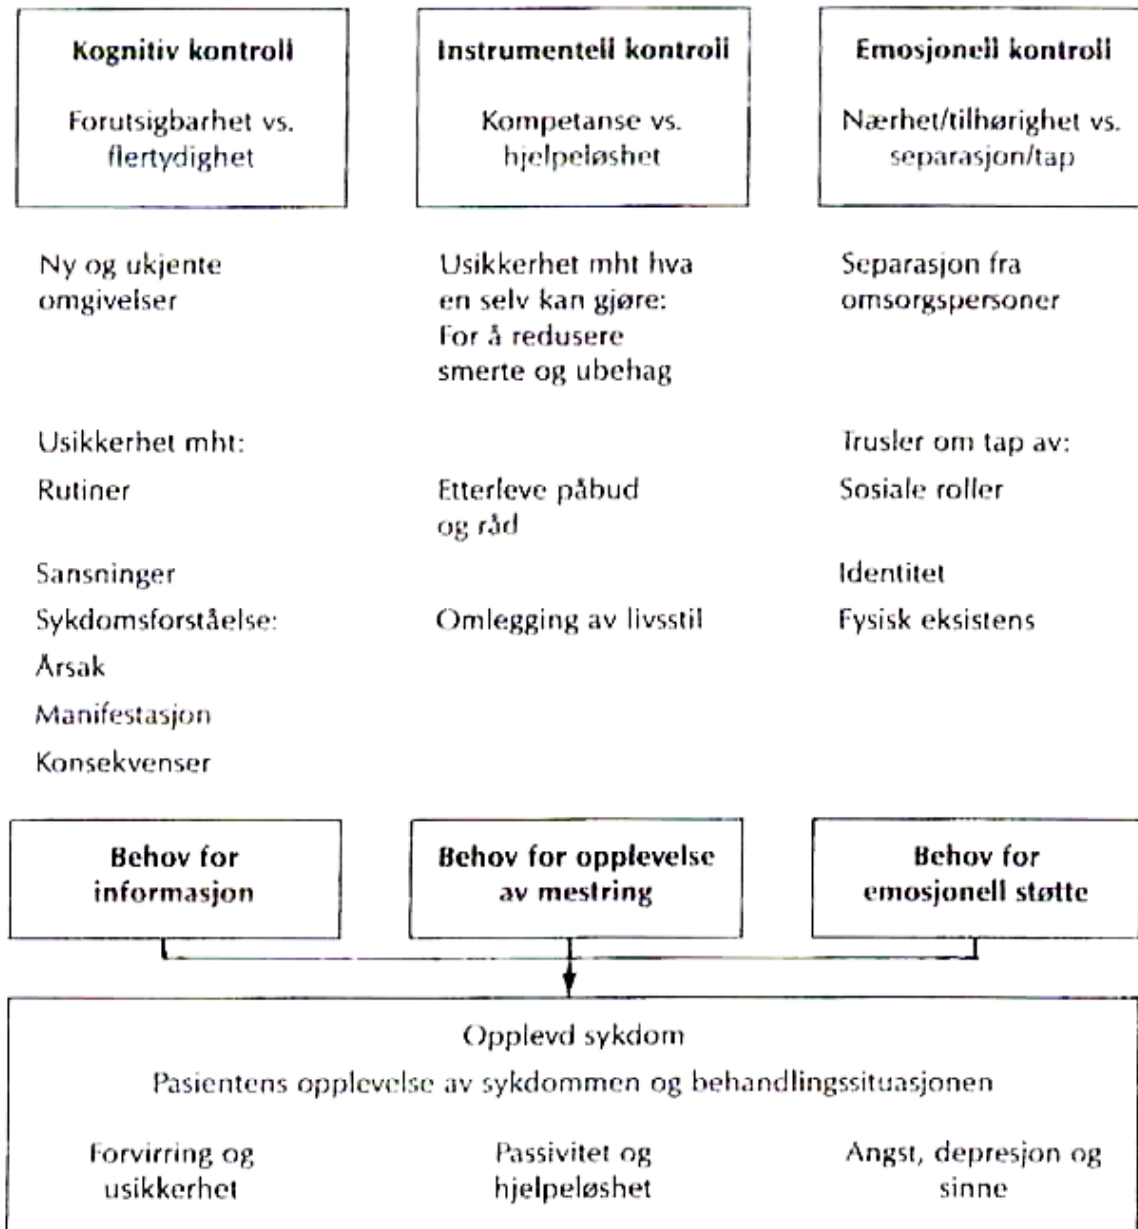 Kognitiv kontroll
Forutsigbarhet vs.
flertydighet
Instrumentell kontroll
Kompetanse vs.
hjelpeløshet
Emosjonell kontroll
Nærhet/tilhørighet vs.
separasjon/tap
Ny og ukjente
omgivelser
Usikkerhet mht:
Rutiner
Sansninger
Sykdomsforståelse:
Årsak
Manifestasjon
Konsekvenser
Usikkerhet mht hva
en selv kan gjøre:
For å redusere
smerte og ubehag
Etterleve påbud
og råd
Omlegging av livsstil
Separasjon fra
omsorgspersoner
Trusler om tap av:
Sosiale roller
Identitet
Fysisk eksistens
Behov for
informasjon
Behov for opplevelse
av mestring
Behov for
emosjonell støtte
Opplevd sykdom
Pasientens opplevelse av sykdommen og behandlingssituasjonen
Forvirring og
usikkerhet
Passivitet og
hjelpeløshet
Angst, depresjon og
sinne